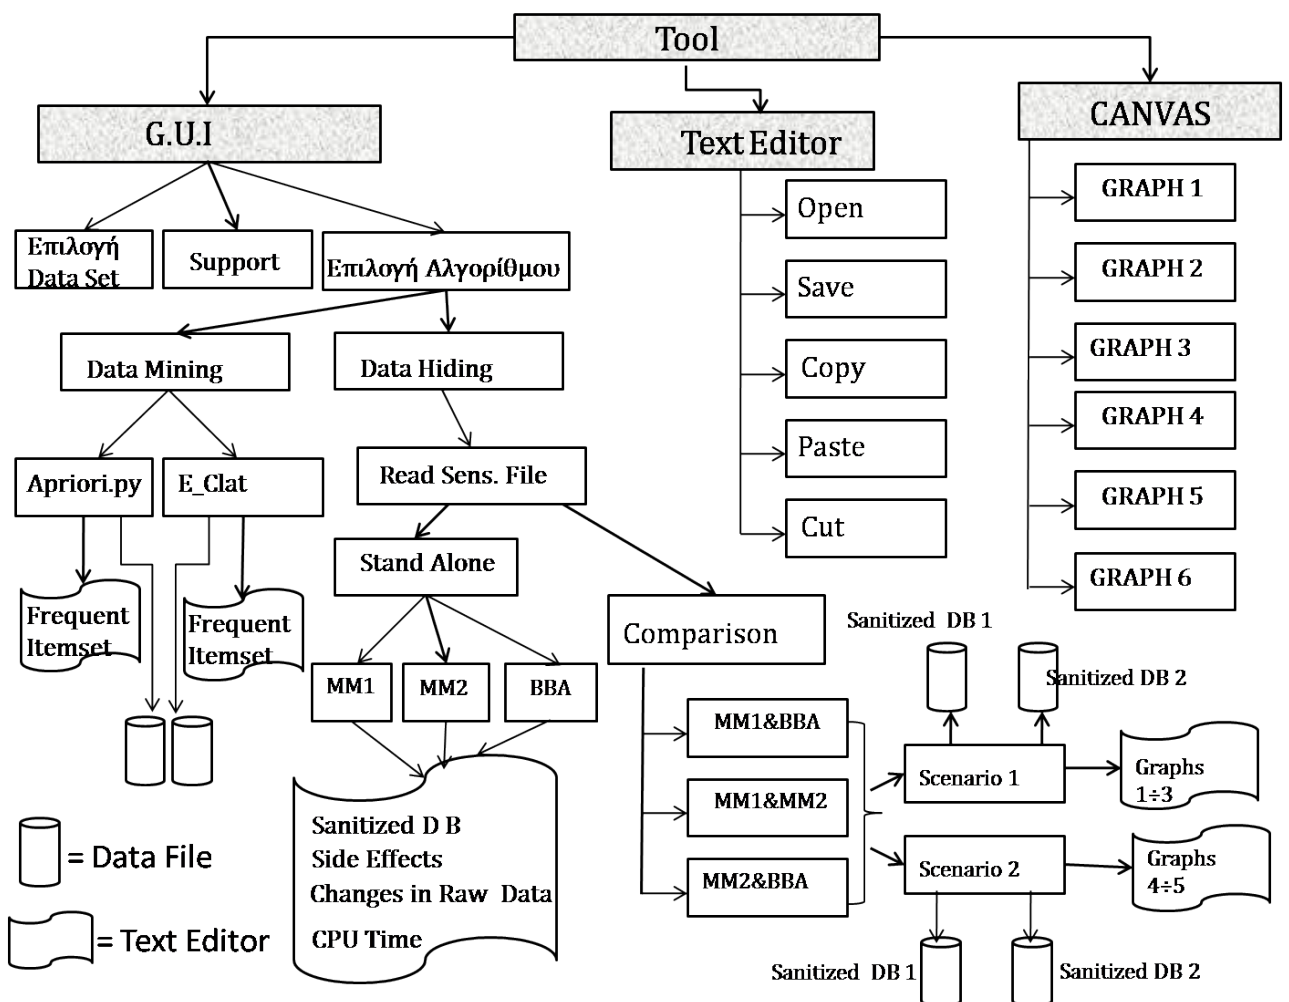 Tool
G.U.I
Text Editor
CANVAS
Επιλογή
Data Set
Support
Επιλογή Αλγορίθμου
Data Mining
Data Hiding
Apriori.py
E_Clat
Read Sens. File
Frequent
Itemset
Frequent
Itemset
Stand Alone
MM1
MM2
BBA
Sanitized D B
Side Effects
Changes in Raw Data
CPU Time
Comparison
MM1&BBA
MM1&MM2
MM2&BBA
Open
Save
Copy
Paste
Cut
GRAPH 1
GRAPH 2
GRAPH 3
GRAPH 4
GRAPH 5
GRAPH 6
Sanitized DB 1
Sanitized DB 2
Scenario 1
Graphs
1÷3
Scenario 2
Graphs
4÷5
Sanitized DB 1
Sanitized DB 2
= Data File
= Text Editor